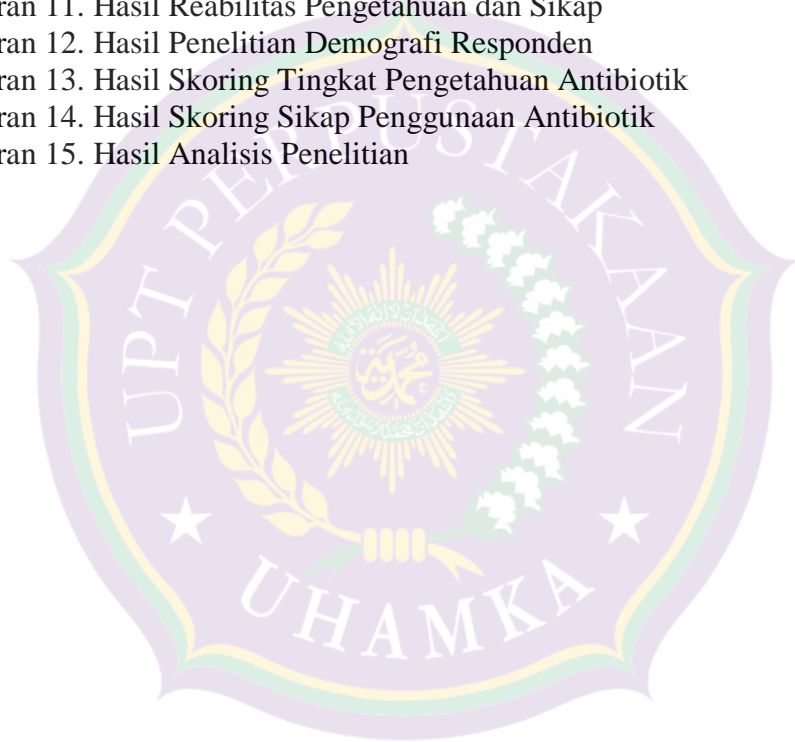 ran 11. Hasil Reabilitas Pengetahuan dan Sikap
ran 12. Hasil Penelitian Demografi Responden
ran 13. Hasil Skoring Tingkat Pengetahuan Antibiotik
ran 14. Hasil Skoring Sikap Penggunaan Antibiotik
ran 15. Hasil Analisis Penelitian
UPT PERPUSTAKAAN
محمدية
UHAMKA